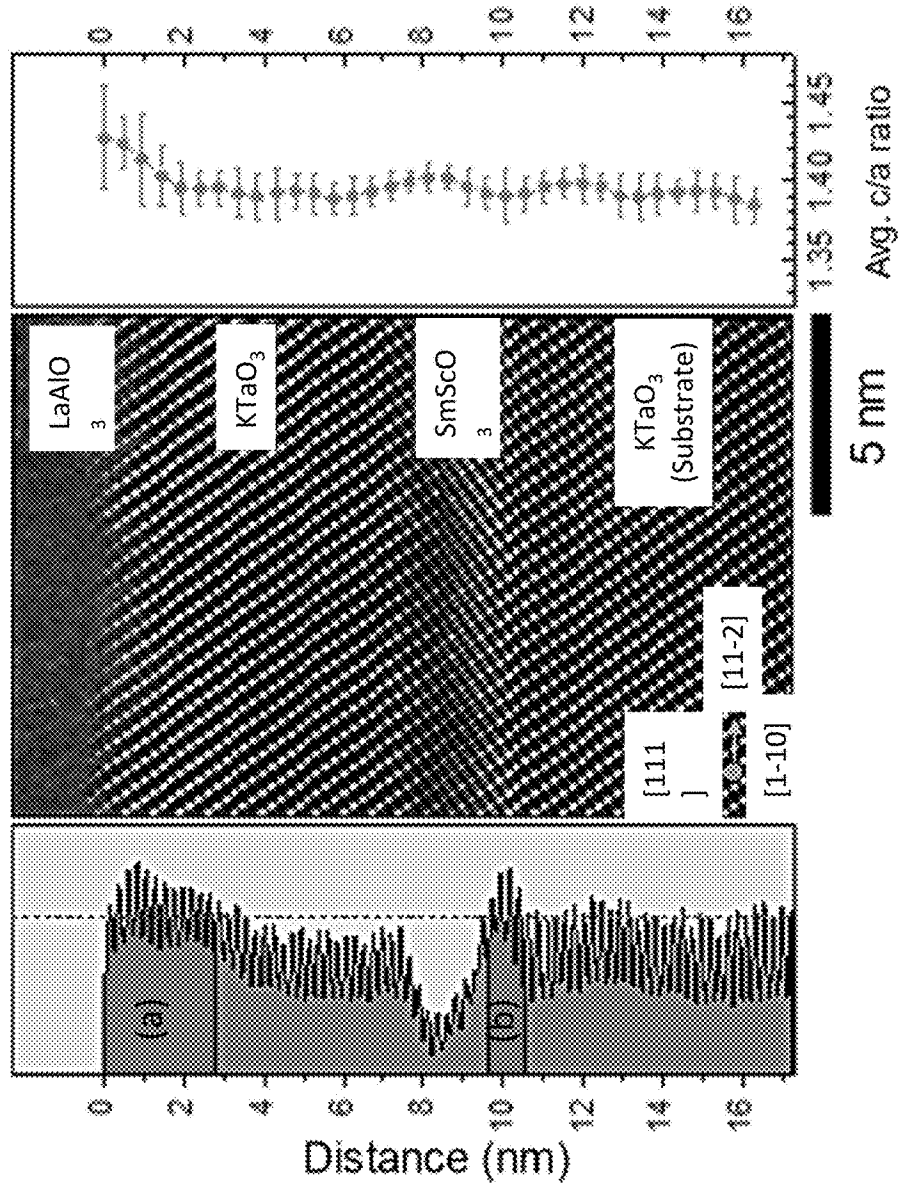 0
2
4
6
8
10
12
14
16
Distance (nm)
(a)
(b)
LaAlO
3
KTaO3
SmScO
3
KTaO3
(Substrate)
[111
]
[11-2]
[1-10]
5 nm
0
2
4
6
8
10
12
14
16
1.35
1.40
1.45
Avg. c/a ratio